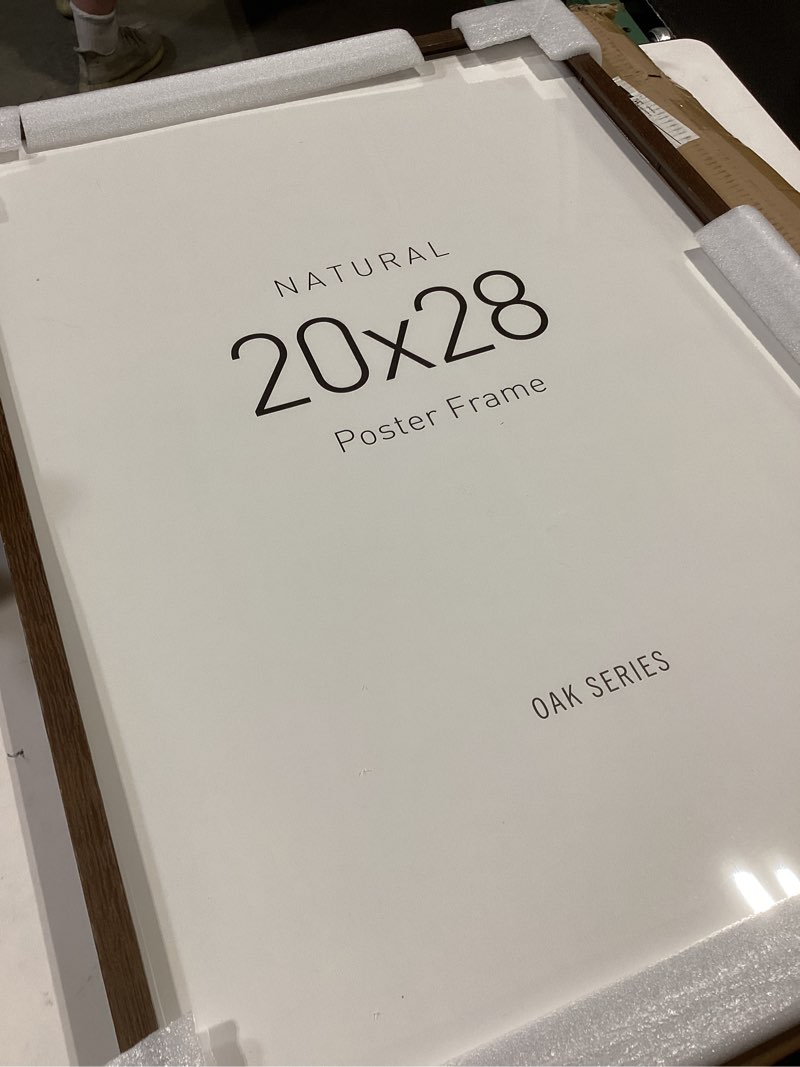 NATURAL
20x28
Poster Frame
OAK SERIES